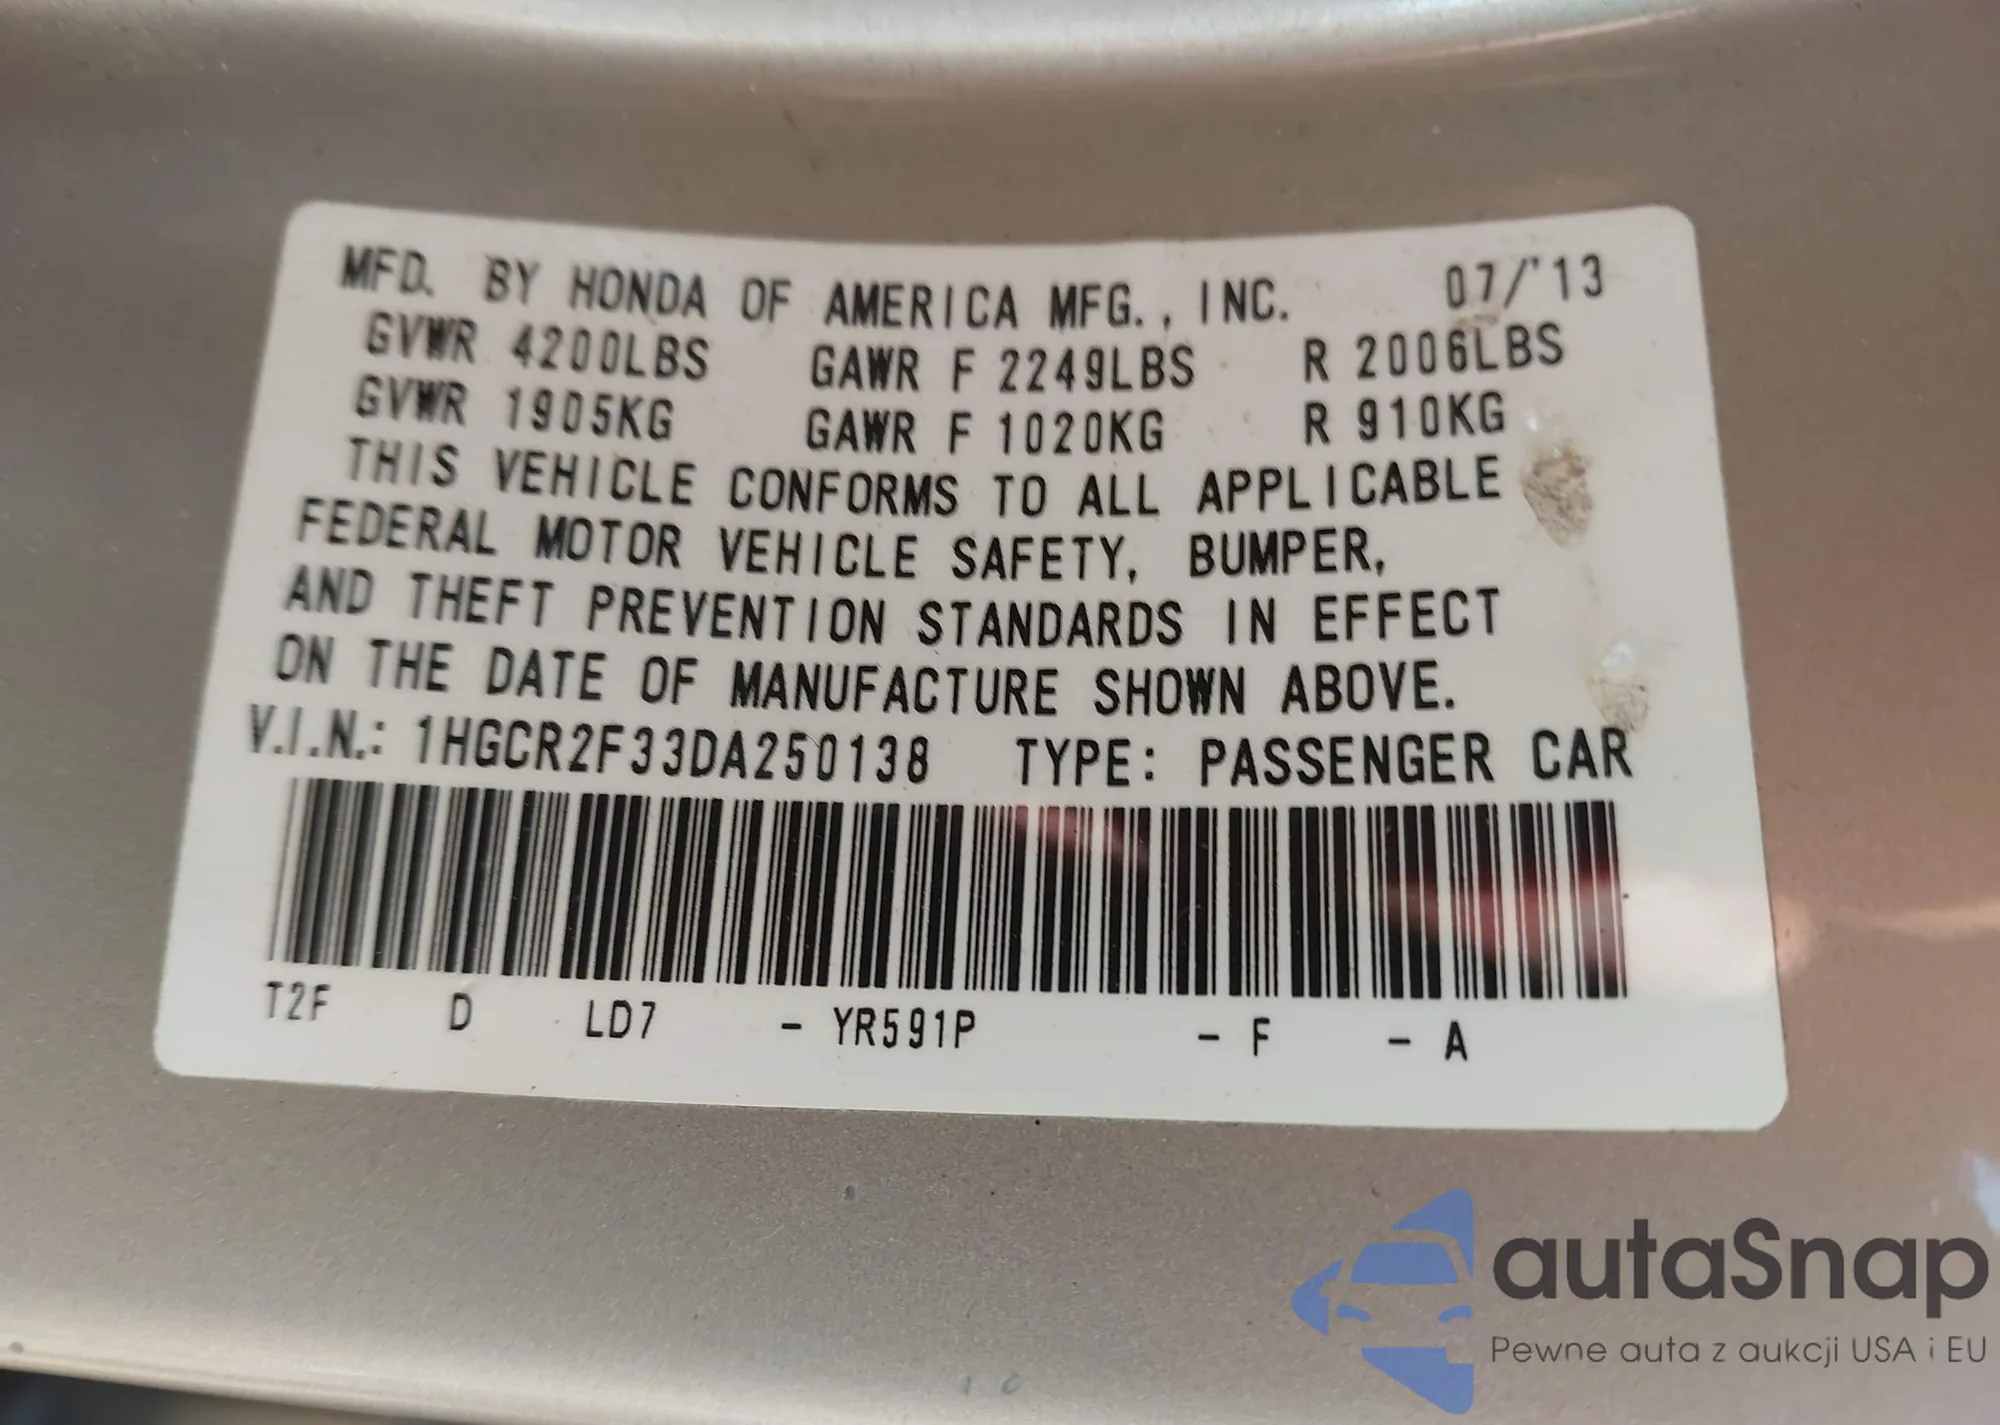 MFD. BY HONDA OF AMERICA MFG., INC. 07/'13
GVWR 4200LBS GAWR F 2249LBS R 2006LBS
GVWR 1905KG GAWR F 1020KG R 910KG
THIS VEHICLE CONFORMS TO ALL APPLICABLE
FEDERAL MOTOR VEHICLE SAFETY, BUMPER,
AND THEFT PREVENTION STANDARDS IN EFFECT
ON THE DATE OF MANUFACTURE SHOWN ABOVE.
V.I.N.: 1HGCR2F33DA250138 TYPE: PASSENGER CAR
T2F D LD7 - YR591P - F - A
autaSnap
Pewne auta z aukcji USA i EU